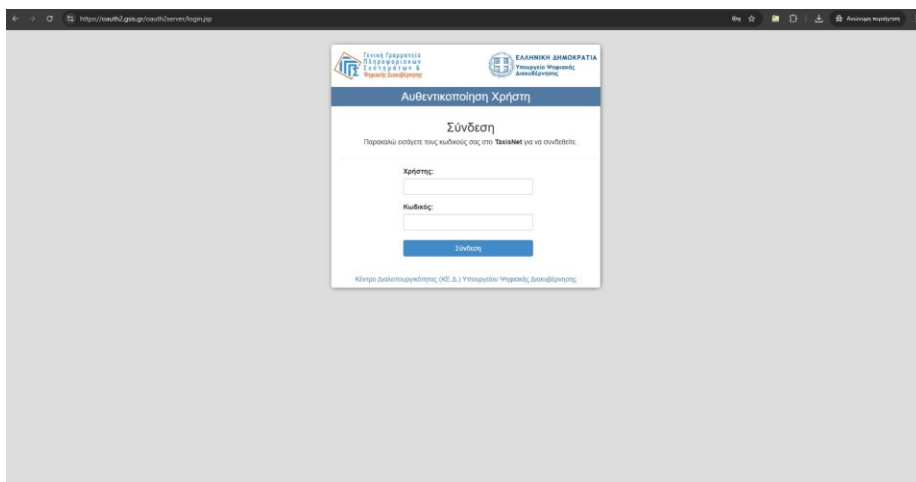 https://oauth2.gsis.gr/oauth2server/login.jsp
Ανώνυμη περιήγηση
Γενική Γραμματεία
Πληροφοριακών
Συστημάτων &
Ψηφιακής Διακυβέρνησης
ΕΛΛΗΝΙΚΗ ΔΗΜΟΚΡΑΤΙΑ
Υπουργείο Ψηφιακής
Διακυβέρνησης
Αυθεντικοποίηση Χρήστη
Σύνδεση
Παρακαλώ εισάγετε τους κωδικούς σας στο TaxisNet για να συνδεθείτε.
Χρήστης:
Κωδικός:
Σύνδεση
Κέντρο Διαλειτουργικότητας (ΚΕ.Δ.) Υπουργείου Ψηφιακής Διακυβέρνησης